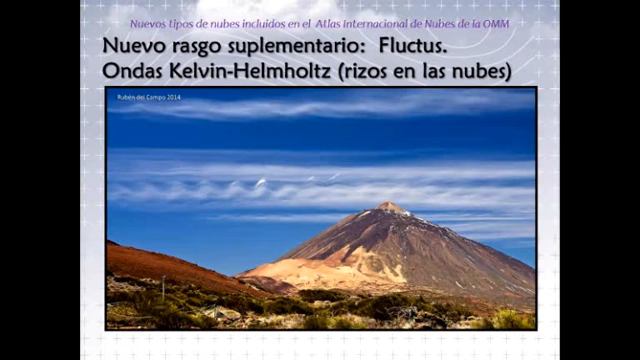 Nuevos tipos de nubes incluidos en el Atlas Internacional de Nubes de la OMM
Nuevo rasgo suplementario: Fluctus.
Ondas Kelvin-Helmholtz (rizos en las nubes)
Rubén del Campo 2014